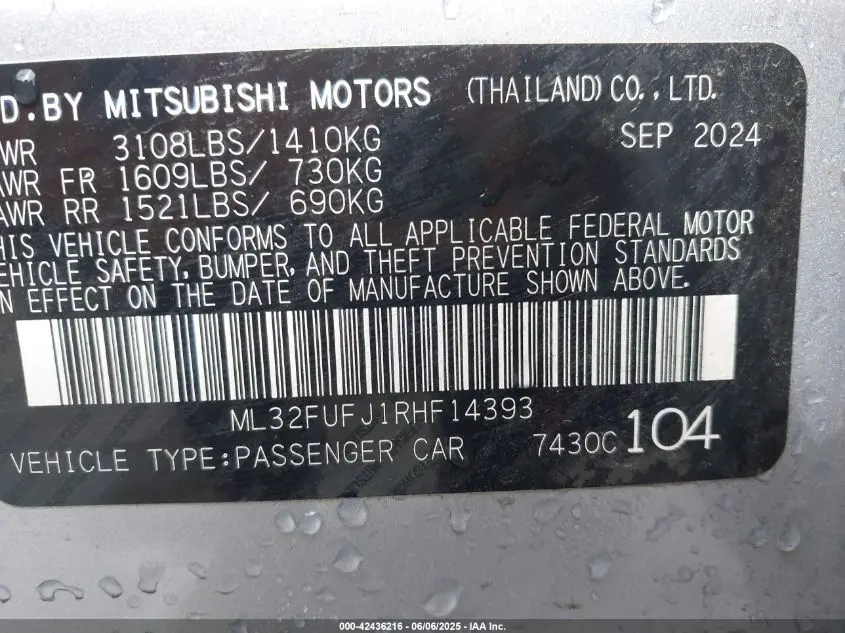 D. BY MITSUBISHI MOTORS (THAILAND) CO., LTD.
WR 3108LBS/1410KG SEP 2024
AWR FR 1609LBS/ 730KG
AWR RR 1521LBS/ 690KG
HIS VEHICLE CONFORMS TO ALL APPLICABLE FEDERAL MOTOR
EHICLE SAFETY, BUMPER, AND THEFT PREVENTION STANDARDS
N EFFECT ON THE DATE OF MANUFACTURE SHOWN ABOVE.
ML32FUFJ1RHF14393
VEHICLE TYPE:PASSENGER CAR 7430C 104
000-42436216 - 06/06/2025 - IAA Inc.